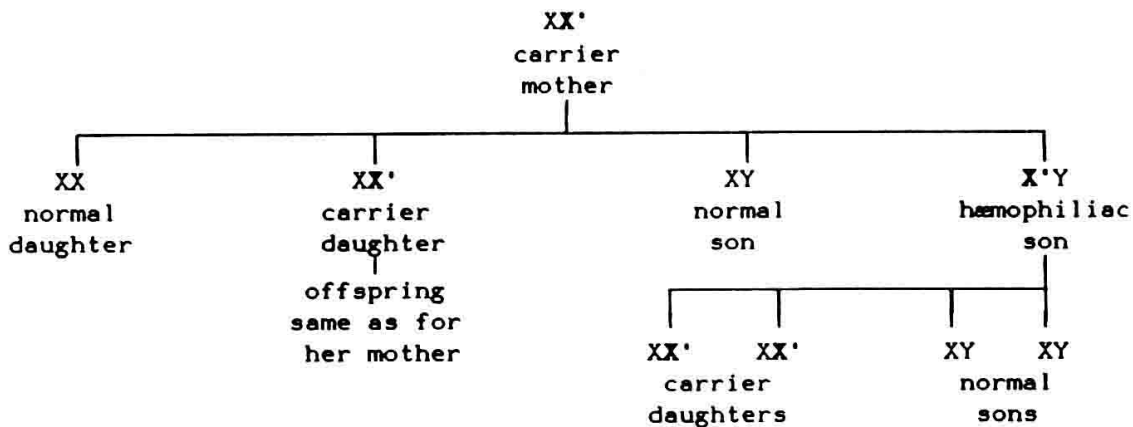 XX'
carrier
mother
XX XX' XY X'Y
normal carrier normal hæmophiliac
daughter daughter son son
offspring
same as for
her mother
XX' XX' XY XY
carrier normal
daughters sons